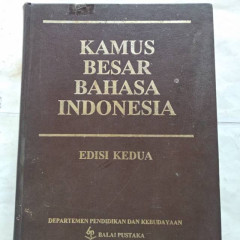 KAMUS
BESAR
BAHASA
INDONESIA
EDISI KEDUA
DEPARTEMEN PENDIDIKAN DAN KEBUDAYAAN
BALAI PUSTAKA